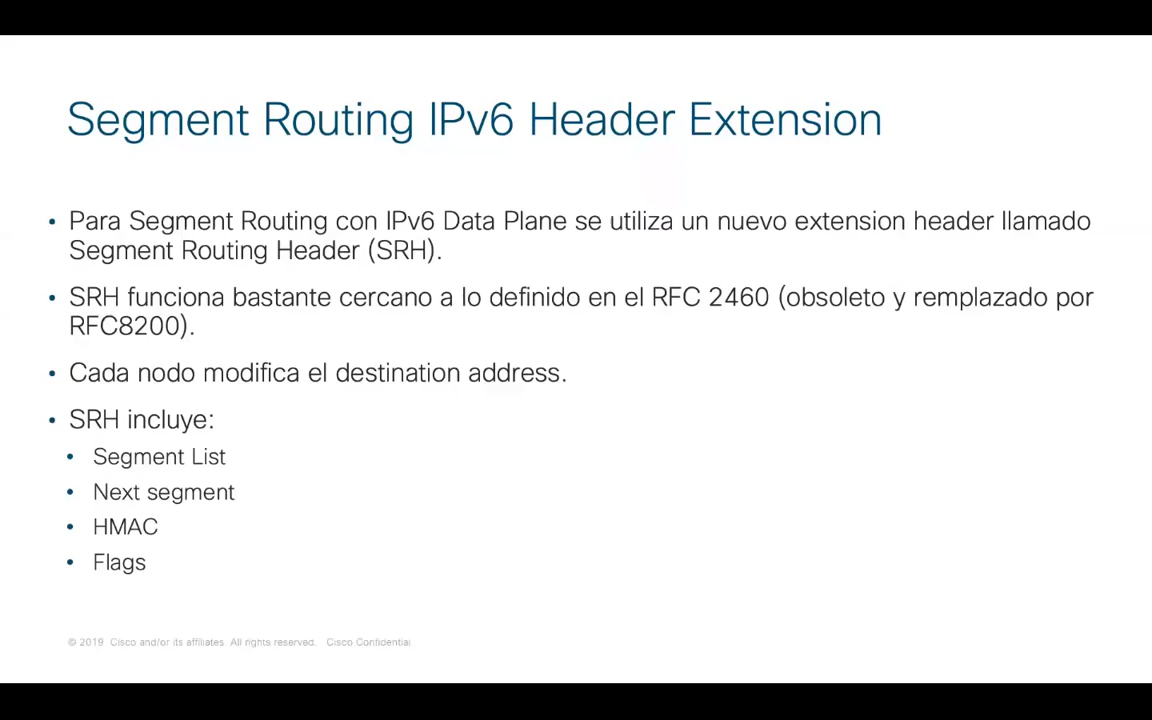 Segment Routing IPv6 Header Extension
• Para Segment Routing con IPv6 Data Plane se utiliza un nuevo extension header llamado
Segment Routing Header (SRH).
• SRH funciona bastante cercano a lo definido en el RFC 2460 (obsoleto y remplazado por
RFC8200).
• Cada nodo modifica el destination address.
• SRH incluye:
• Segment List
• Next segment
• HMAC
• Flags
© 2019 Cisco and/or its affiliates. All rights reserved. Cisco Confidential